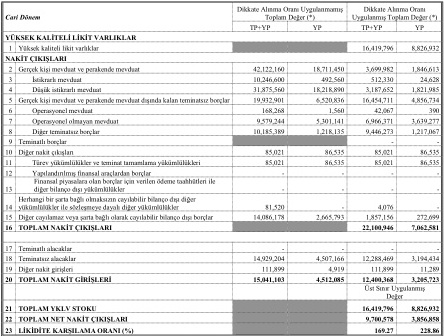 Cari Dönem
Dikkate Alınma Oranı Uygulanmamış Toplam Değer (*)
Dikkate Alınma Oranı Uygulanmış Toplam Değer (*)
TP+YP YP TP+YP YP
YÜKSEK KALİTELİ LİKİT VARLIKLAR
1 Yüksek kaliteli likit varlıklar 16,419,796 8,826,932
NAKİT ÇIKIŞLARI
2 Gerçek kişi mevduat ve perakende mevduat 42,122,160 18,711,450 3,699,982 1,846,613
3 İstikrarlı mevduat 10,246,600 492,560 512,330 24,628
4 Düşük istikrarlı mevduat 31,875,560 18,218,890 3,187,652 1,821,985
5 Gerçek kişi mevduat ve perakende mevduat dışında kalan teminatsız borçlar 19,932,901 6,520,836 16,454,711 4,856,734
6 Operasyonel mevduat 168,268 1,560 42,067 390
7 Operasyonel olmayan mevduat 9,579,244 5,301,141 6,966,371 3,639,277
8 Diğer teminatsız borçlar 10,185,389 1,218,135 9,446,273 1,217,067
9 Teminatlı borçlar - -
10 Diğer nakit çıkışları 85,021 86,535 85,021 86,535
11 Türev yükümlülükleri ve teminat tamamlama yükümlülükleri 85,021 86,535 85,021 86,535
12 Yapılandırılmış finansal araçlardan borçlar - - - -
13 Finansal piyasalara olan borçlar için verilen ödeme taahhütleri ile diğer bilanço dışı yükümlülükler - - - -
14 Herhangi bir şarta bağlı olmaksızın cayılabilir bilanço dışı diğer yükümlülükler ile sözleşmeye dayalı diğer yükümlülükler 81,520 - 4,076 -
15 Diğer cayılamaz veya şarta bağlı olarak cayılabilir bilanço dışı borçlar 14,086,178 2,665,793 1,857,156 272,699
16 TOPLAM NAKİT ÇIKIŞLARI 22,100,946 7,062,581
17 Teminatlı alacaklar - - - -
18 Teminatsız alacaklar 14,929,204 4,507,166 12,288,469 3,194,434
19 Diğer nakit girişleri 111,899 4,919 111,899 11,289
20 TOPLAM NAKİT GİRİŞLERİ 15,041,103 4,512,085 12,400,368 3,205,723
Üst Sınır Uygulanmış Değer
21 TOPLAM YKLV STOKU 16,419,796 8,826,932
22 TOPLAM NET NAKİT ÇIKIŞLARI 9,700,578 3,856,858
23 LİKİDİTE KARŞILAMA ORANI (%) 169.27 228.86